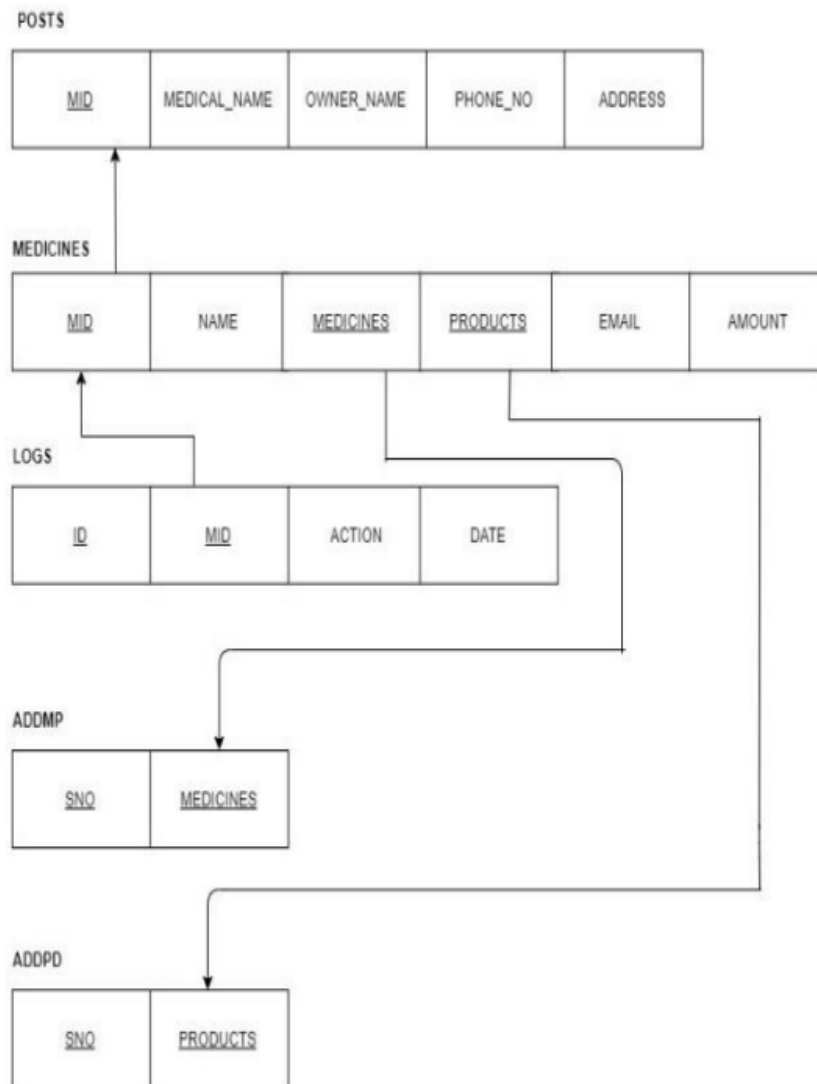 POSTS
MID MEDICAL_NAME OWNER_NAME PHONE_NO ADDRESS
MEDICINES
MID NAME MEDICINES PRODUCTS EMAIL AMOUNT
LOGS
ID MID ACTION DATE
ADDMP
SNO MEDICINES
ADDPD
SNO PRODUCTS